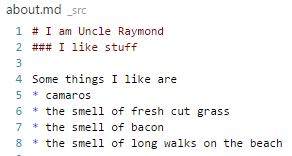 about.md _src
1 # I am Uncle Raymond
2 ### I like stuff
3
4 Some things I like are
5 * camaros
6 * the smell of fresh cut grass
7 * the smell of bacon
8 * the smell of long walks on the beach